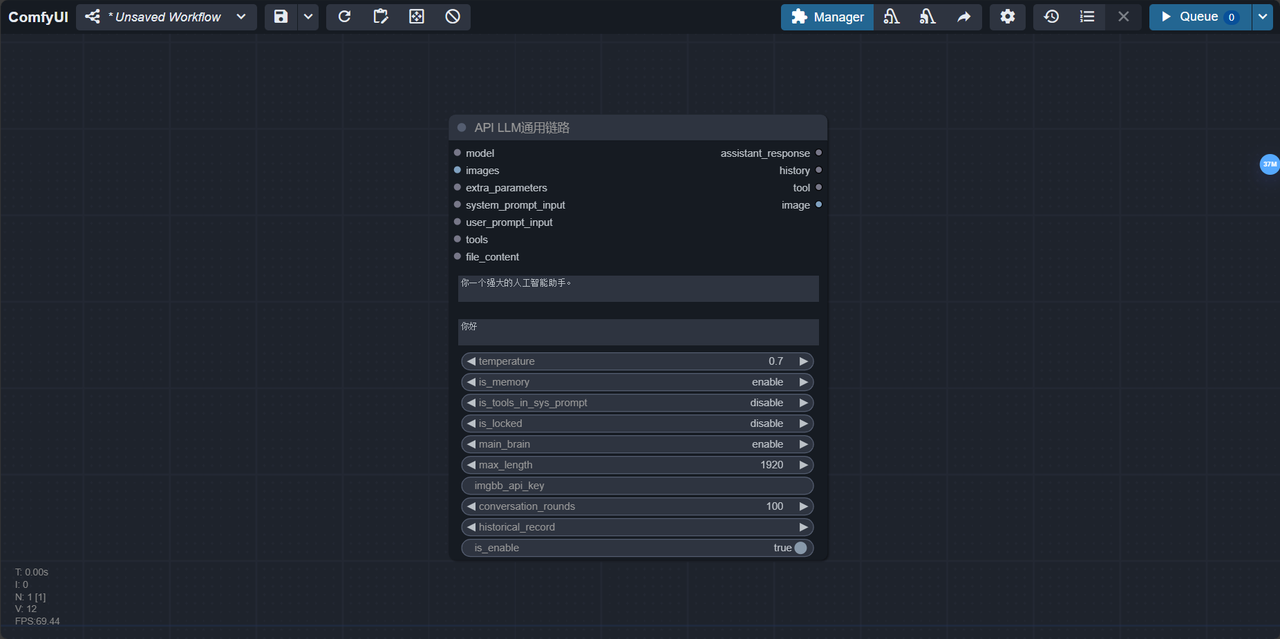 ComfyUI
* Unsaved Workflow
Manager
Queue 0
API LLM通用链路
model
assistant_response
images
history
extra_parameters
tool
system_prompt_input
image
user_prompt_input
tools
file_content
你一个强大的人工智能助手。
你好
temperature 0.7
is_memory enable
is_tools_in_sys_prompt disable
is_locked disable
main_brain enable
max_length 1920
imgbb_api_key
conversation_rounds 100
historical_record
is_enable true
37M
T: 0.00s
I: 0
N: 1 [1]
V: 12
FPS:69.44